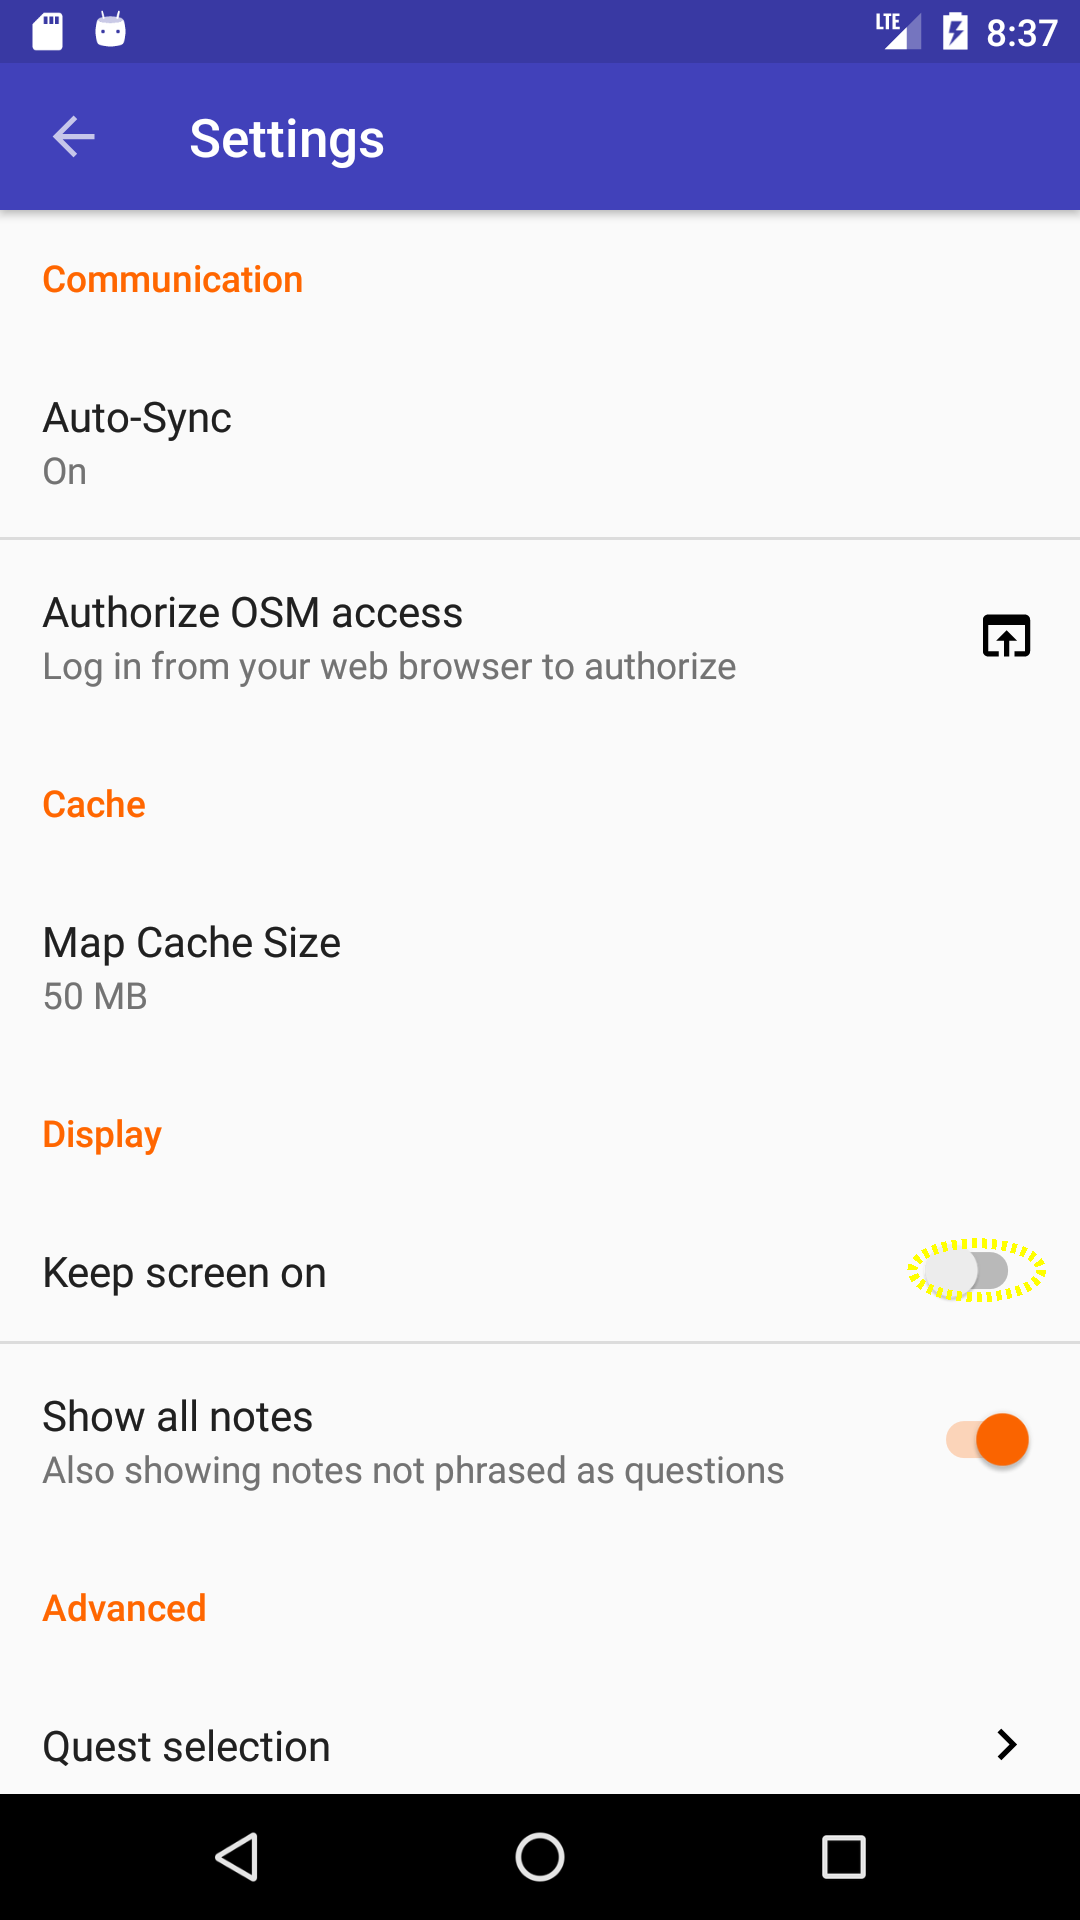 LTE 8:37
Settings
Communication
Auto-Sync
On
Authorize OSM access
Log in from your web browser to authorize
Cache
Map Cache Size
50 MB
Display
Keep screen on
Show all notes
Also showing notes not phrased as questions
Advanced
Quest selection